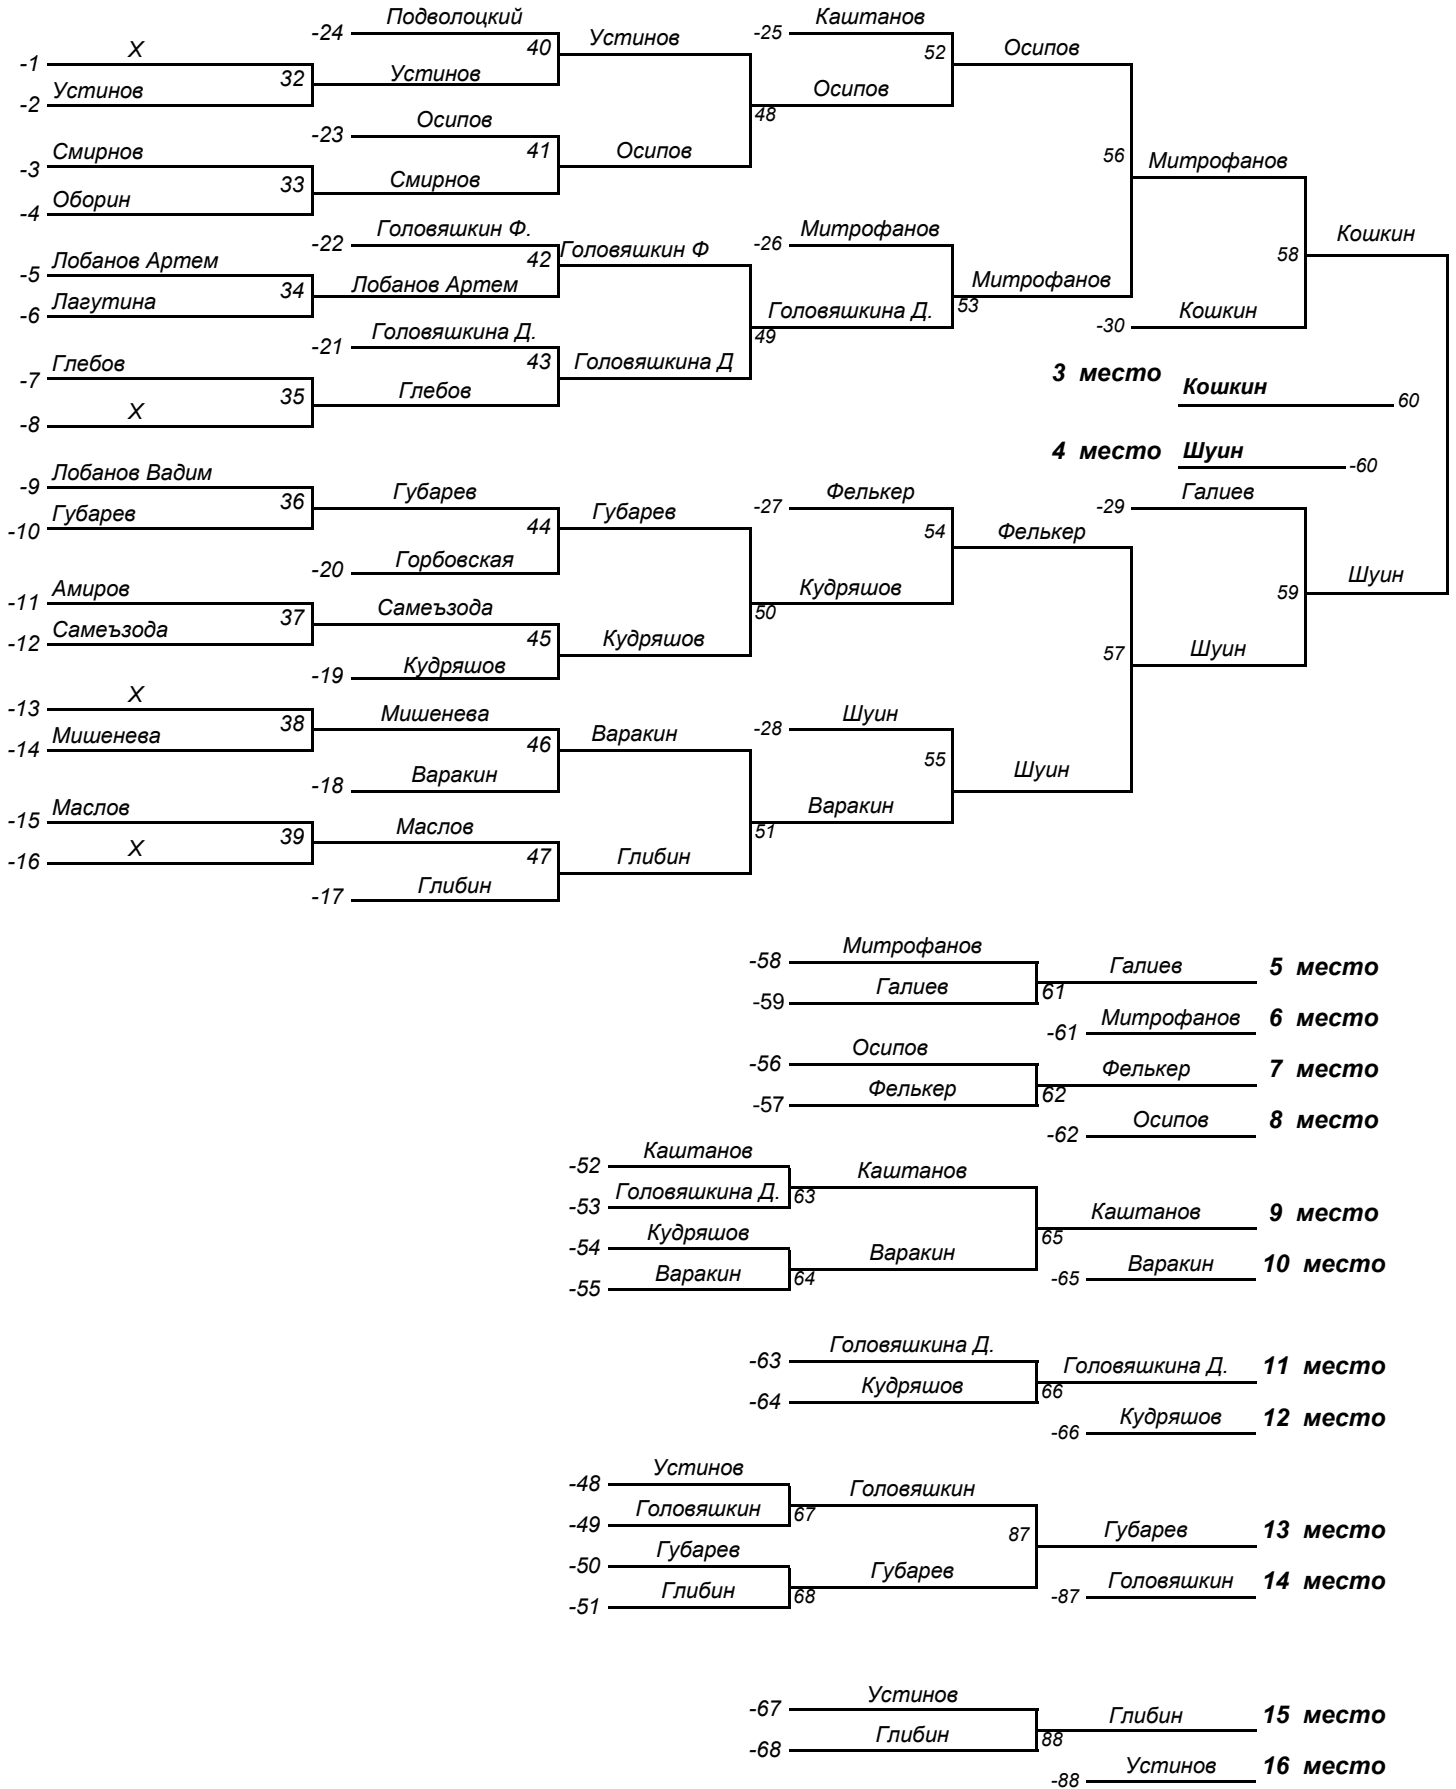 Подволоцкий
-24
40
Устинов
Каштанов
-25
52
Осипов
Х
-1
32
Устинов
Устинов
-2
Осипов
48
Осипов
-23
41
Осипов
Смирнов
-3
33
Смирнов
Оборин
-4
56
Митрофанов
Головяшкин Ф.
-22
42
Головяшкин Ф
Митрофанов
-26
Лобанов Артем
-5
34
Лобанов Артем
Лагутина
-6
Митрофанов
53
Головяшкина Д.
49
58
Кошкин
Кошкин
-30
Головяшкина Д.
-21
43
Головяшкина Д
Глебов
-7
35
Глебов
Х
-8
3 место
Кошкин
60
4 место
Шуин
-60
Лобанов Вадим
-9
36
Губарев
Губарев
-10
44
Губарев
Горбовская
-20
Фелькер
-27
54
Фелькер
Галиев
-29
Амиров
-11
37
Самеъзода
Самеъзода
-12
45
Кудряшов
Кудряшов
-19
Кудряшов
50
59
Шуин
57
Шуин
Х
-13
38
Мишенева
Мишенева
-14
46
Варакин
Варакин
-18
Шуин
-28
55
Шуин
Маслов
-15
39
Маслов
Х
-16
47
Глибин
Глибин
-17
Варакин
51
Митрофанов
-58
Галиев
-59
61
Галиев
5 место
Митрофанов
-61
6 место
Осипов
-56
Фелькер
-57
62
Фелькер
7 место
Осипов
-62
8 место
Каштанов
-52
Головяшкина Д.
-53
63
Каштанов
Кудряшов
-54
Варакин
-55
64
Варакин
65
Каштанов
9 место
Варакин
-65
10 место
Головяшкина Д.
-63
Кудряшов
-64
66
Головяшкина Д.
11 место
Кудряшов
-66
12 место
Устинов
-48
Головяшкин
-49
67
Головяшкин
Губарев
-50
Глибин
-51
68
Губарев
87
Губарев
13 место
Головяшкин
-87
14 место
Устинов
-67
Глибин
-68
88
Глибин
15 место
Устинов
-88
16 место